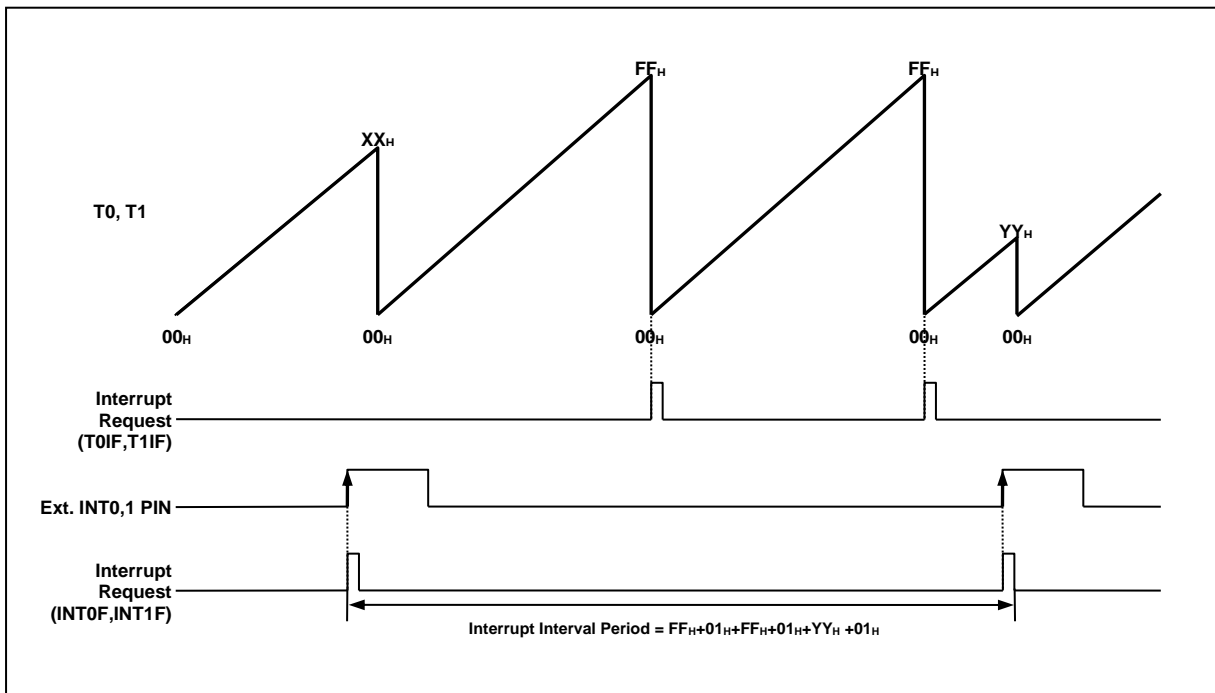 FFH FFH
XXH
T0, T1
YYH
00H 00H 00H 00H 00H
Interrupt
Request
(T0IF,T1IF)
Ext. INT0,1 PIN
Interrupt
Request
(INT0F,INT1F)
Interrupt Interval Period = FFH+01H+FFH+01H+YYH +01H